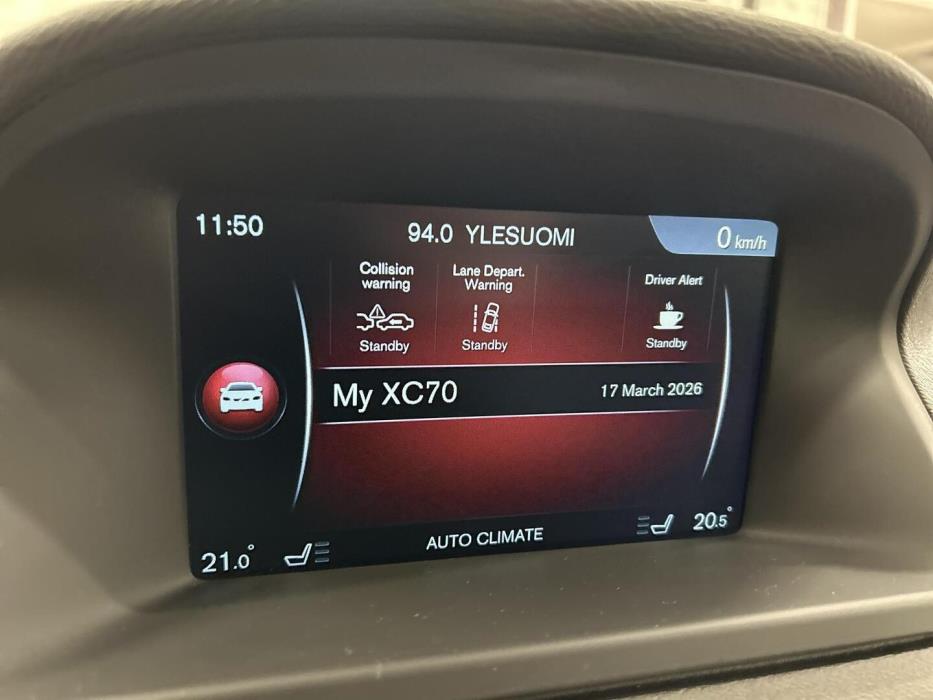 11:50
94.0 YLESUOMI
0 km/h
Collision
warning
Standby
Lane Depart.
Warning
Standby
Driver Alert
Standby
My XC70
17 March 2026
21.0°
AUTO CLIMATE
20.5°